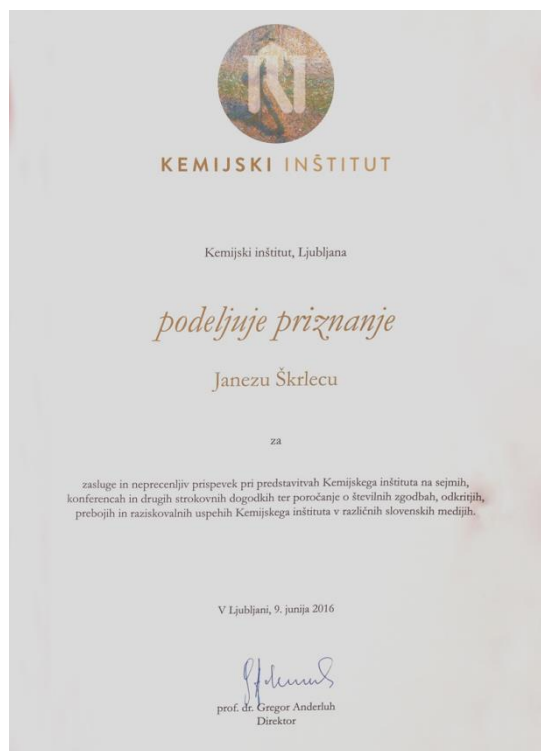 KEMIJSKI INŠTITUT
Kemijski inštitut, Ljubljana
podeljuje priznanje
Janezu Škrlecu
za
zasluge in neprecenljiv prispevek pri predstavitvah Kemijskega inštituta na sejmih,
konferencah in drugih strokovnih dogodkih ter poročanje o številnih zgodbah, odkritjih,
prebojih in raziskovalnih uspehih Kemijskega inštituta v različnih slovenskih medijih.
V Ljubljani, 9. junija 2016
prof. dr. Gregor Anderluh
Direktor